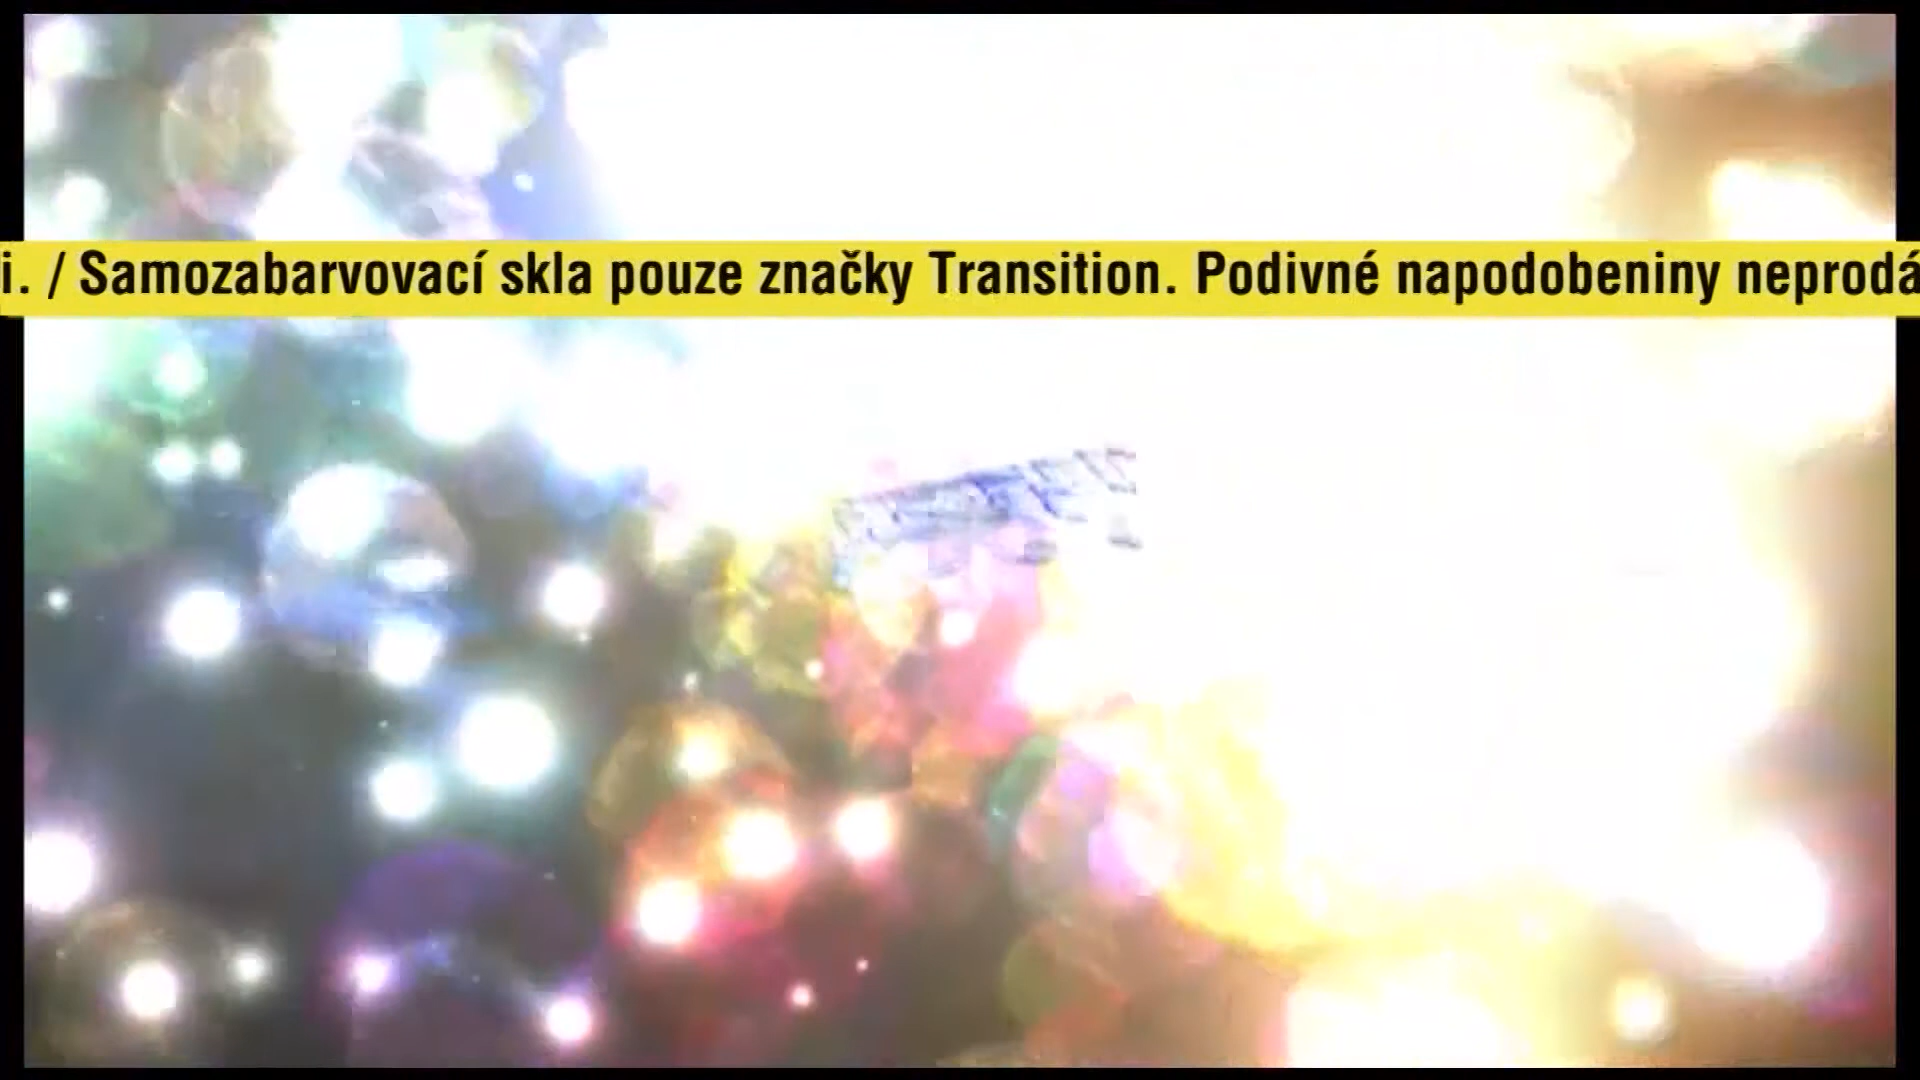 i. / Samozabarvovací skla pouze značky Transition. Podivné napodobeniny neprodá